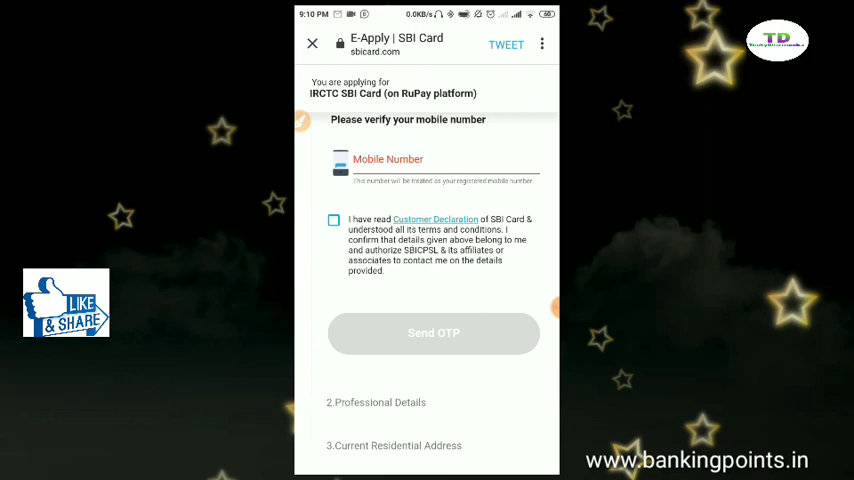 9:10 PM
0.0KB/s
60
E-Apply | SBI Card
sbicard.com
TWEET
You are applying for
IRCTC SBI Card (on RuPay platform)
Please verify your mobile number
Mobile Number
This number will be treated as your registered mobile number
I have read Customer Declaration of SBI Card &
understood all its terms and conditions. I
confirm that details given above belong to me
and authorize SBICPSL & its affiliates or
associates to contact me on the details
provided.
Send OTP
2.Professional Details
3.Current Residential Address
TD
LIKE
& SHARE
www.bankingpoints.in